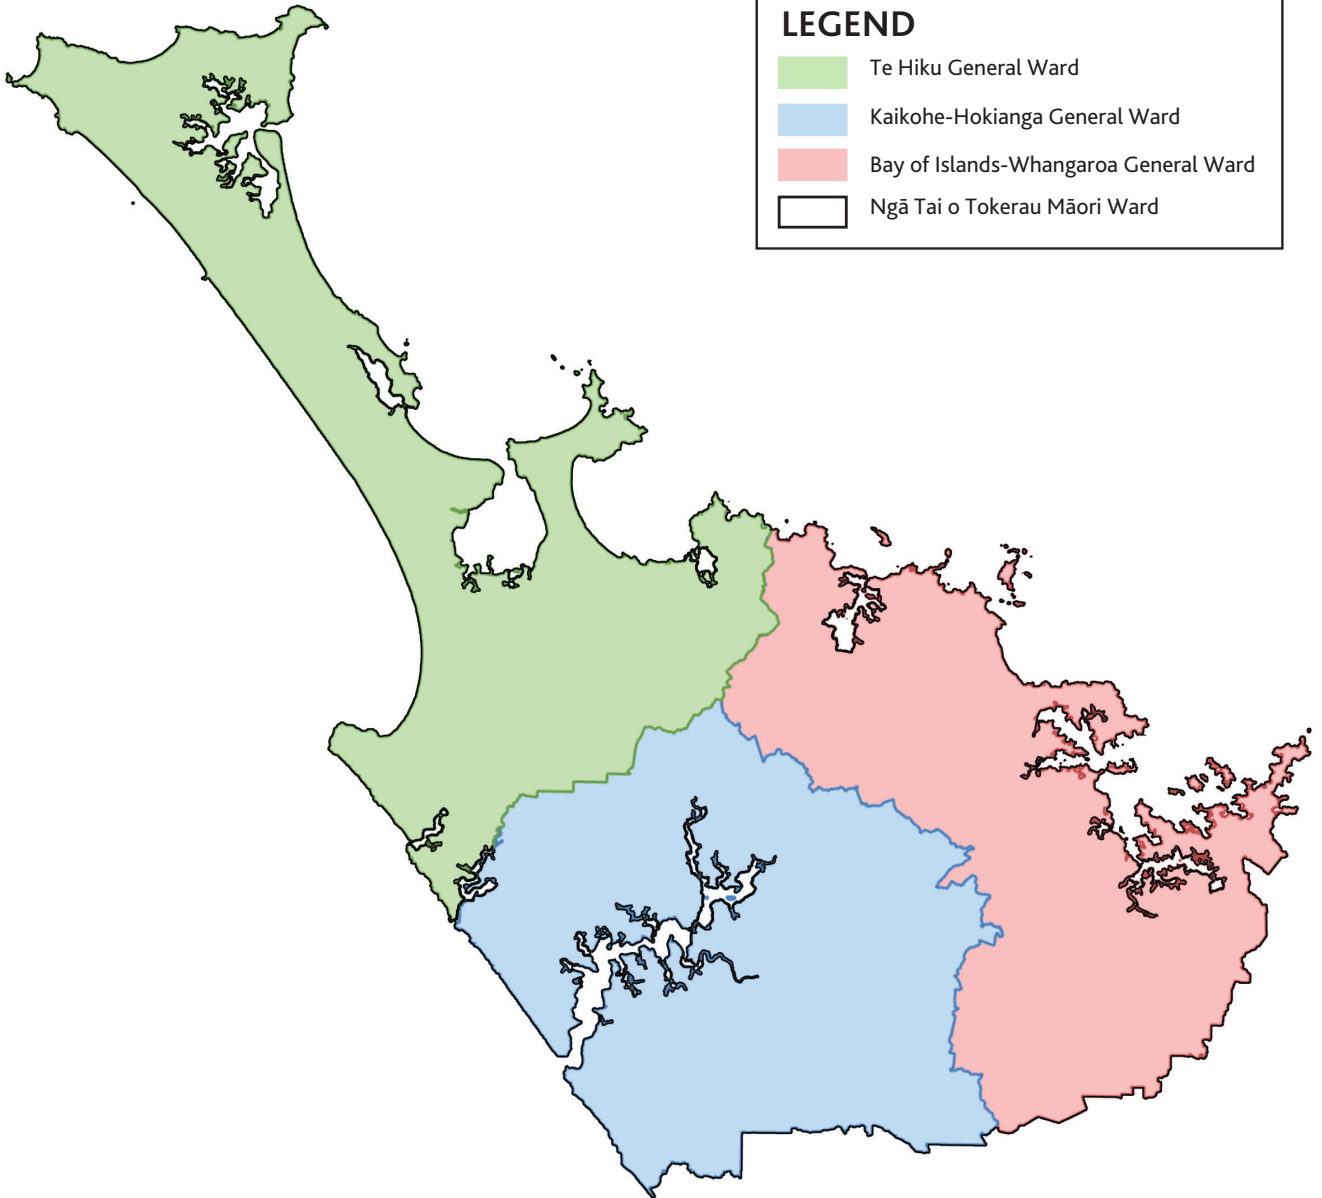 LEGEND
Te Hiku General Ward
Kaikohe-Hokianga General Ward
Bay of Islands-Whangaroa General Ward
Ngā Tai o Tokerau Māori Ward